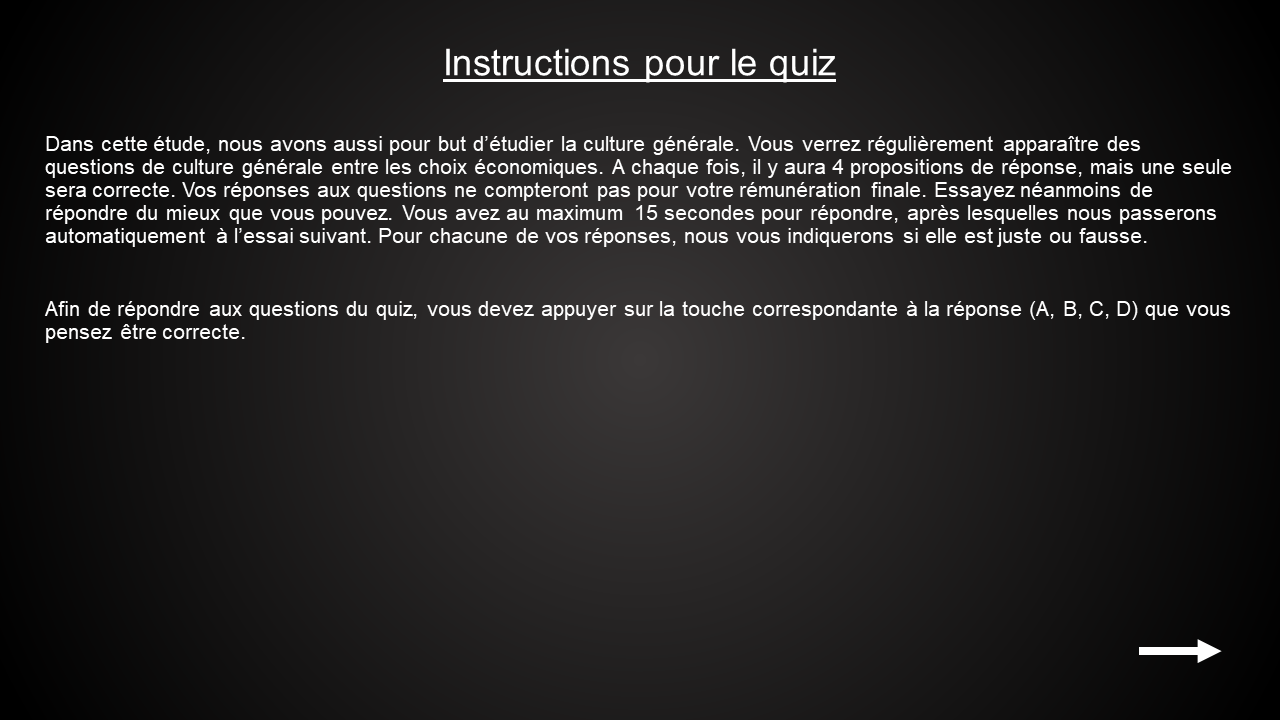 Instructions pour le quiz
Dans cette étude, nous avons aussi pour but d’étudier la culture générale. Vous verrez régulièrement apparaître des
questions de culture générale entre les choix économiques. A chaque fois, il y aura 4 propositions de réponse, mais une seule
sera correcte. Vos réponses aux questions ne compteront pas pour votre rémunération finale. Essayez néanmoins de
répondre du mieux que vous pouvez. Vous avez au maximum 15 secondes pour répondre, après lesquelles nous passerons
automatiquement à l’essai suivant. Pour chacune de vos réponses, nous vous indiquerons si elle est juste ou fausse.
Afin de répondre aux questions du quiz, vous devez appuyer sur la touche correspondante à la réponse (A, B, C, D) que vous
pensez être correcte.